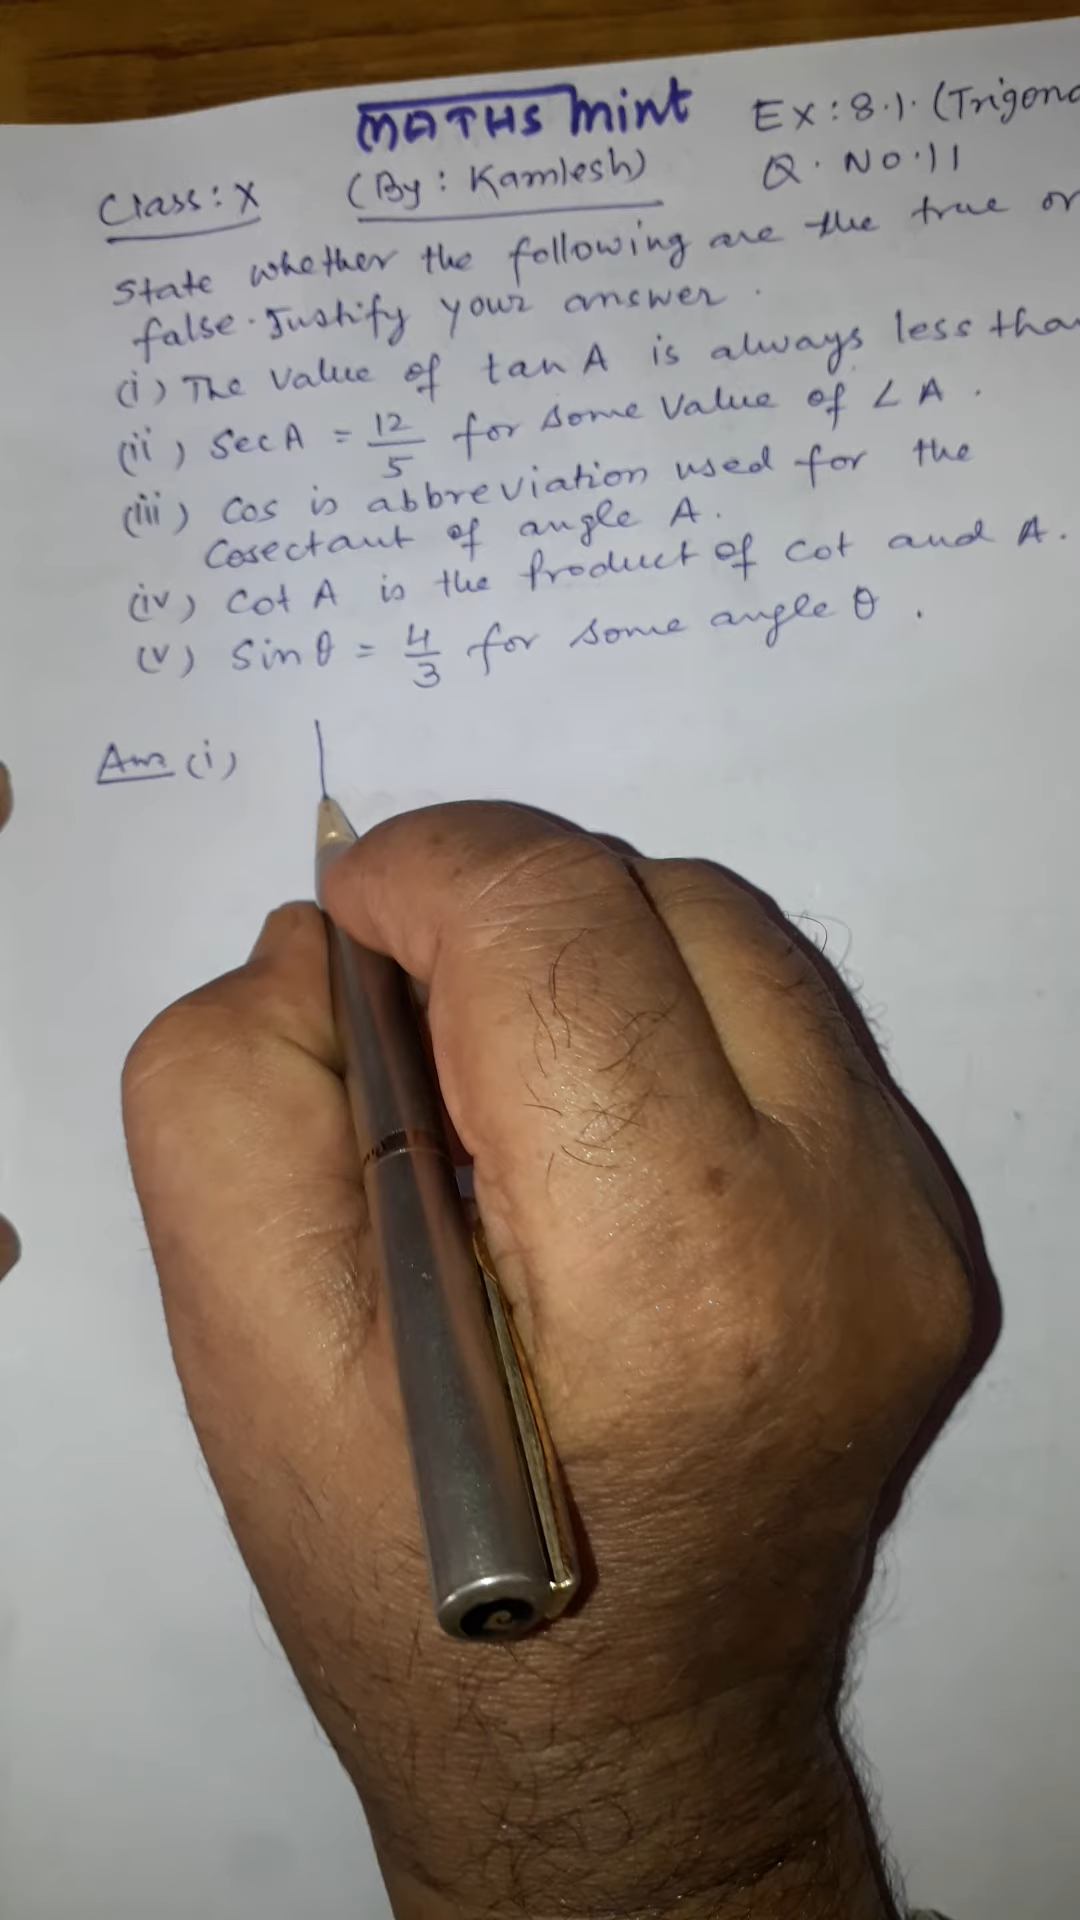 MATHS Mint
Ex: 8.1. (Trigono
Class: X
(By: Kamlesh)
Q. No. 11
State whether the following are the true or
false. Justify your answer.
(i) The value of tan A is always less than
(ii) Sec A = 12/5 for some value of ∠A.
(iii) Cos is abbreviation used for the
Cosectant of angle A.
(iv) Cot A is the product of cot and A.
(v) Sin θ = 4/3 for some angle θ.
Ans (i)